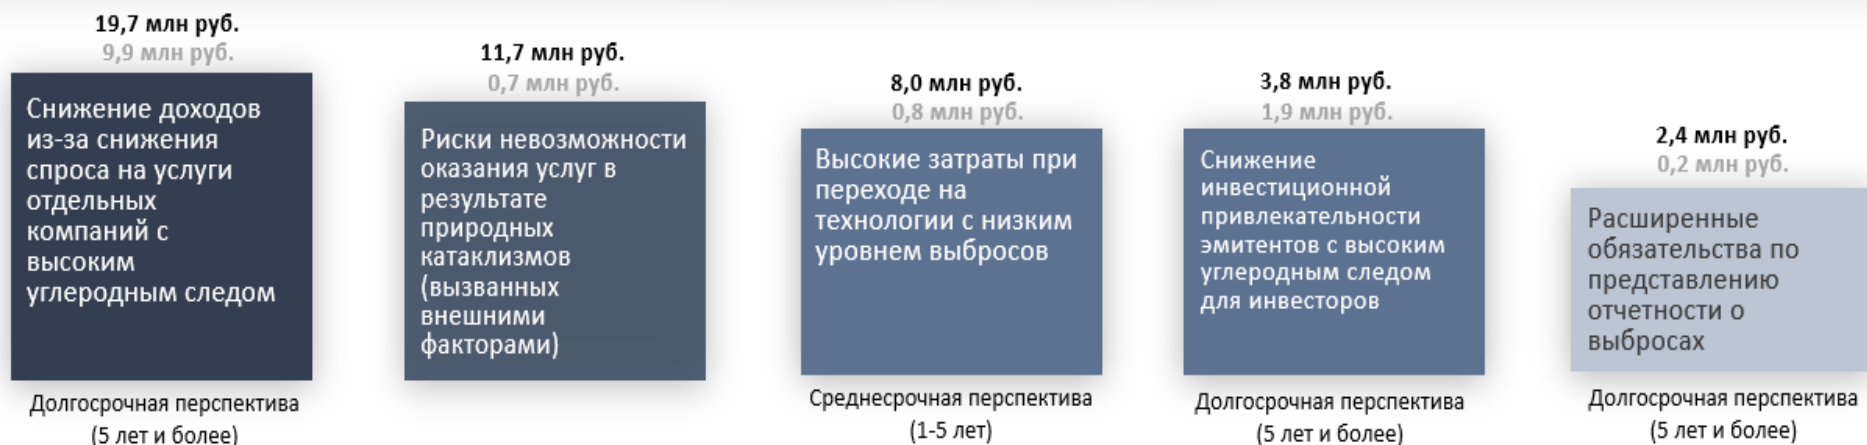 19,7 млн руб.
9,9 млн руб.
Снижение доходов
из-за снижения
спроса на услуги
отдельных
компаний с
высоким
углеродным следом
Долгосрочная перспектива
(5 лет и более)
11,7 млн руб.
0,7 млн руб.
Риски невозможности
оказания услуг в
результате
природных
катаклизмов
(вызванных
внешними
факторами)
8,0 млн руб.
0,8 млн руб.
Высокие затраты при
переходе на
технологии с низким
уровнем выбросов
Среднесрочная перспектива
(1-5 лет)
3,8 млн руб.
1,9 млн руб.
Снижение
инвестиционной
привлекательности
эмитентов с высоким
углеродным следом
для инвесторов
Долгосрочная перспектива
(5 лет и более)
2,4 млн руб.
0,2 млн руб.
Расширенные
обязательства по
представлению
отчетности о
выбросах
Долгосрочная перспектива
(5 лет и более)